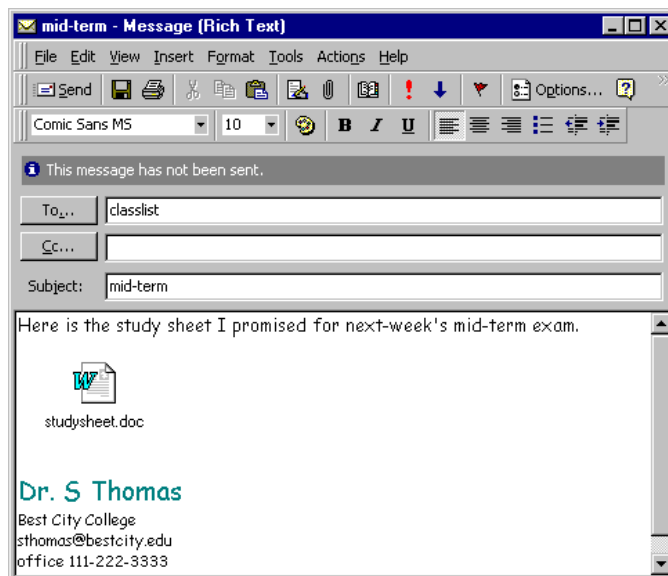 mid-term - Message (Rich Text)
File Edit View Insert Format Tools Actions Help
Send Options...
Comic Sans MS 10 B I U
This message has not been sent.
To... classlist
Cc...
Subject: mid-term
Here is the study sheet I promised for next-week's mid-term exam.
W
studysheet.doc
Dr. S Thomas
Best City College
sthomas@bestcity.edu
office 111-222-3333